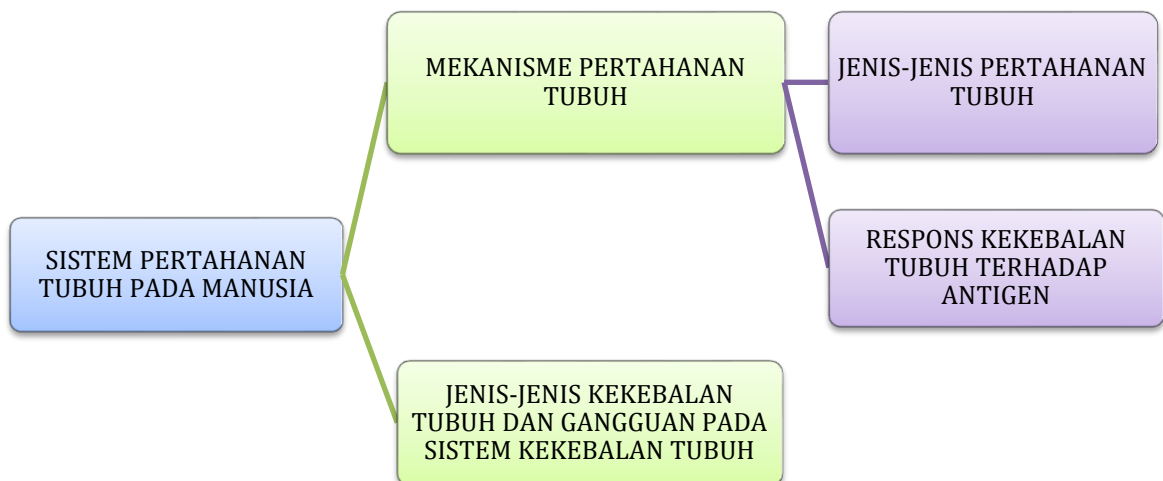 MEKANISME PERTAHANAN
TUBUH
JENIS-JENIS PERTAHANAN
TUBUH
SISTEM PERTAHANAN
TUBUH PADA MANUSIA
RESPONS KEKEBALAN
TUBUH TERHADAP
ANTIGEN
JENIS-JENIS KEKEBALAN
TUBUH DAN GANGGUAN PADA
SISTEM KEKEBALAN TUBUH